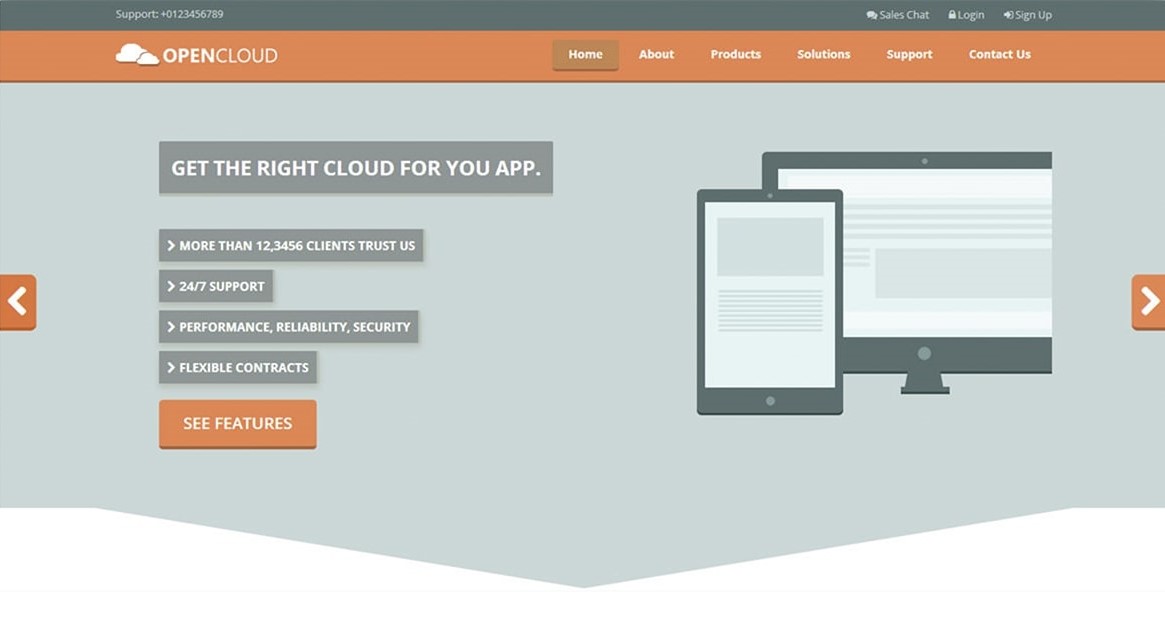 Support: +0123456789
Sales Chat Login Sign Up
OPENCLOUD
Home About Products Solutions Support Contact Us
GET THE RIGHT CLOUD FOR YOU APP.
MORE THAN 12,3456 CLIENTS TRUST US
24/7 SUPPORT
PERFORMANCE, RELIABILITY, SECURITY
FLEXIBLE CONTRACTS
SEE FEATURES